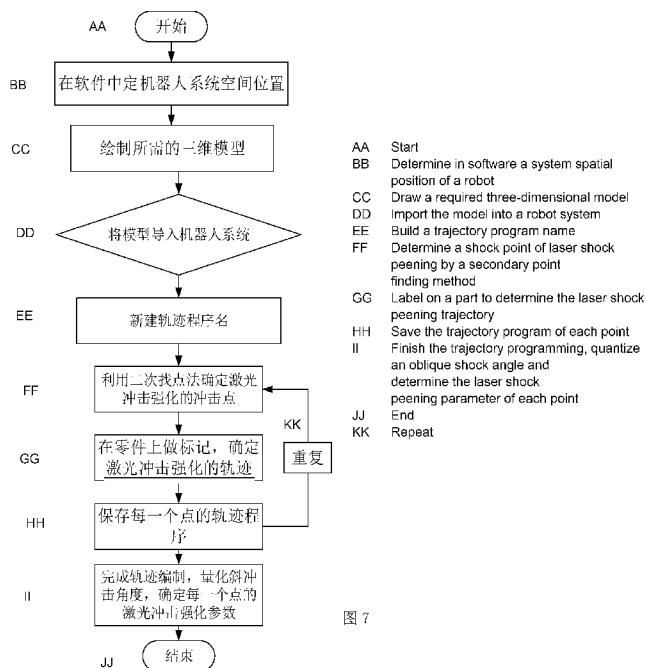 AA
开始
BB
在软件中定机器人系统空间位置
CC
绘制所需的三维模型
DD
将模型导入机器人系统
EE
新建轨迹程序名
FF
利用二次找点法确定激光
冲击强化的冲击点
KK
重复
GG
在零件上做标记，确定
激光冲击强化的轨迹
HH
保存每一个点的轨迹程
序
II
完成轨迹编制，量化斜冲
击角度，确定每一个点的
激光冲击强化参数
JJ
结束
AA Start
BB Determine in software a system spatial
position of a robot
CC Draw a required three-dimensional model
DD Import the model into a robot system
EE Build a trajectory program name
FF Determine a shock point of laser shock
peening by a secondary point
finding method
GG Label on a part to determine the laser shock
peening trajectory
HH Save the trajectory program of each point
II Finish the trajectory programming, quantize
an oblique shock angle and
determine the laser shock
peening parameter of each point
JJ End
KK Repeat
图 7